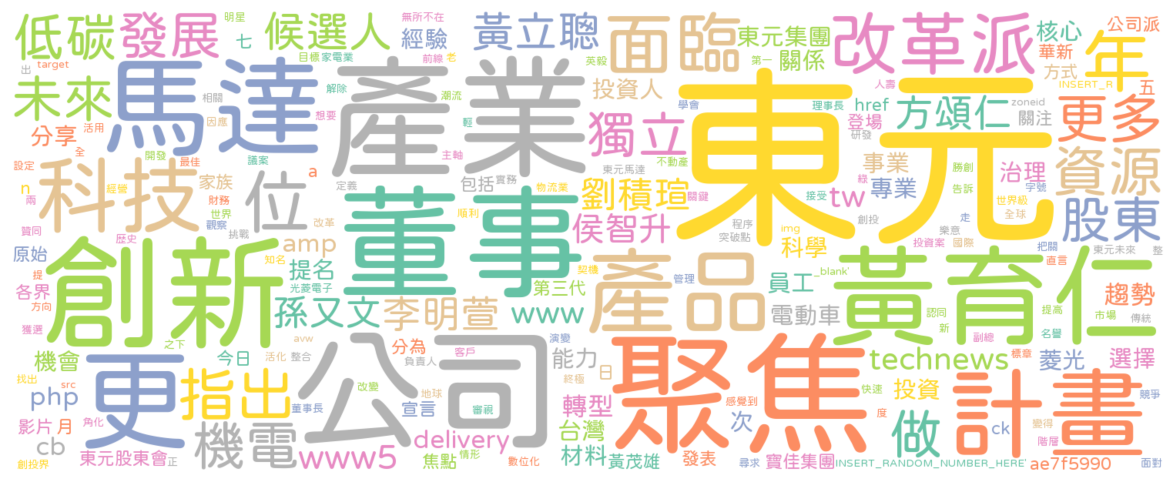 低碳
發展
明星
七
候選人
無所不在
經驗
黃立聰
面臨
東元集團
關係
改革派
核心
華新
公司派
年
出
target
目標
家電業
前線
老
英毅
第一
方式
INSERT_R
未來
馬達
產業
解除
潮流
投資人
東元
人壽
五
相關
想要
學會
理事長
href
方頌仁
zoneid
關注
更多
分享
活用
因應
輕
獨立
登場
研發
設定
全
開發
最佳
議案
主軸
東元馬達
不動產
事業
綠
勝創
治理
資源
科技
a
位
定義
包括
實務
劉積瑄
關鍵
tw
專業
告訴
字號
n
兩
經營
家族
財務
物流業
接受
世界級
股東
贊同
世界
觀察
改革
董事
隨利
侯智升
程序
創投
走
全球
歷史
挑戰
突破點
樂意
原始
創新
amp
科學
img
投資案
國際
把關
東元未來
整
提
知名
提名
契機
產品
管理
_blank'
黃育仁
直言
各界
方向
光菱電子
第三代
員工
趨勢
獲選
孫又文
李明萱
www
電動車
認同
提高
市場
傳統
新
名譽
之下
avw
演變
副總
機會
今日
活化
整合
分為
客戶
能力
聚焦
technews
標章
菱光
選擇
找出
src
更
指出
公司
負責人
地球
終極
日
感覺到
快速
投資
計畫
競爭
php
改變
審視
轉型
次
度
做
ck
角化
董事長
宣言
影片
月
機電
delivery
台灣
變得
階層
cb
www5
焦點
情形
材料
黃茂雄
發表
寶佳集團
創投界
東元股東會
正
數位化
尋求
INSERT_RANDOM_NUMBER_HERE'
ae7f5990
面對